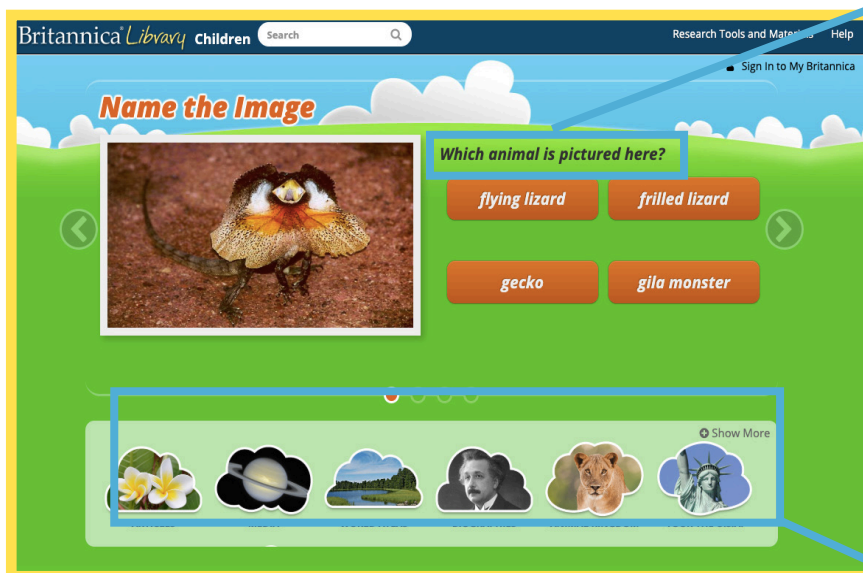 Britannica® Library Children Search Research Tools and Materials Help
Sign In to My Britannica
Name the Image
Which animal is pictured here?
flying lizard frilled lizard
gecko gila monster
Show More